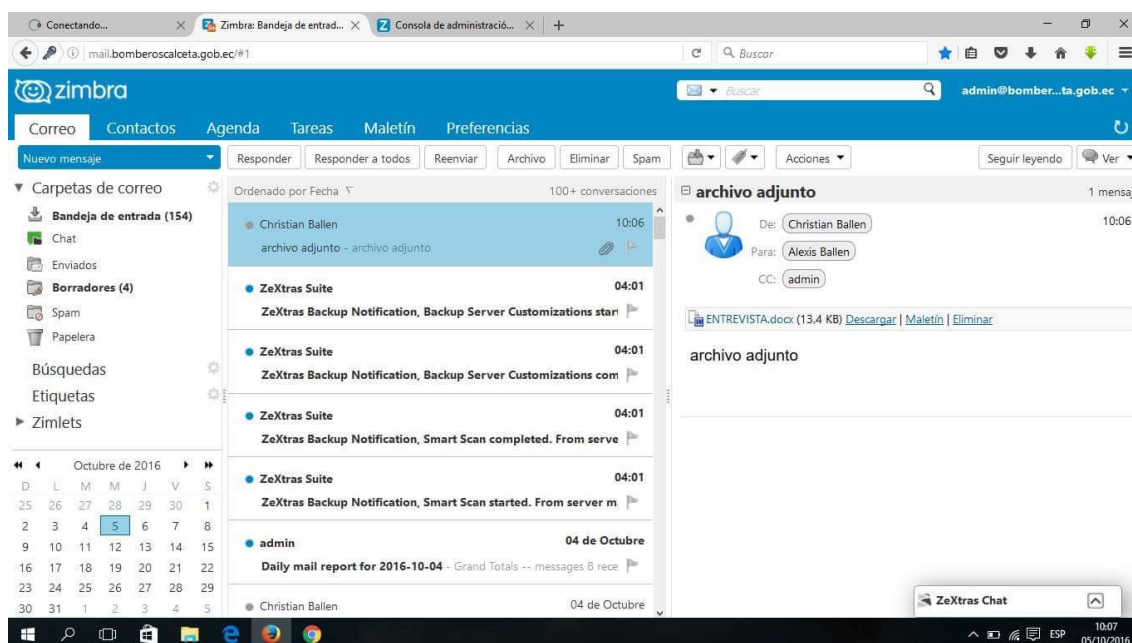 Conectando...
Zimbra: Bandeja de entrad...
Consola de administració...
mail.bomberoscalceta.gob.ec/#1
Buscar
zimbra
Buscar
admin@bomber...ta.gob.ec
Correo Contactos Agenda Tareas Maletín Preferencias
Nuevo mensaje
Responder Responder a todos Reenviar Archivo Eliminar Spam Acciones Seguir leyendo Ver
Carpetas de correo
Bandeja de entrada (154)
Chat
Enviados
Borradores (4)
Spam
Papelera
Búsquedas
Etiquetas
Zimlets
Octubre de 2016
D L M M J V S
25 26 27 28 29 30 1
2 3 4 5 6 7 8
9 10 11 12 13 14 15
16 17 18 19 20 21 22
23 24 25 26 27 28 29
30 31 1 2 3 4 5
Ordenado por Fecha 100+ conversaciones
Christian Ballen 10:06
archivo adjunto - archivo adjunto
ZeXtras Suite 04:01
ZeXtras Backup Notification, Backup Server Customizations start
ZeXtras Suite 04:01
ZeXtras Backup Notification, Backup Server Customizations com
ZeXtras Suite 04:01
ZeXtras Backup Notification, Smart Scan completed. From serve
ZeXtras Suite 04:01
ZeXtras Backup Notification, Smart Scan started. From server m
admin 04 de Octubre
Daily mail report for 2016-10-04 - Grand Totals -- messages 8 rece
Christian Ballen 04 de Octubre
archivo adjunto 1 mensa
De: Christian Ballen 10:06
Para: Alexis Ballen
CC: admin
ENTREVISTA.docx (13,4 KB) Descargar | Maletín | Eliminar
archivo adjunto
ZeXtras Chat
ESP
10:07
05/10/2016